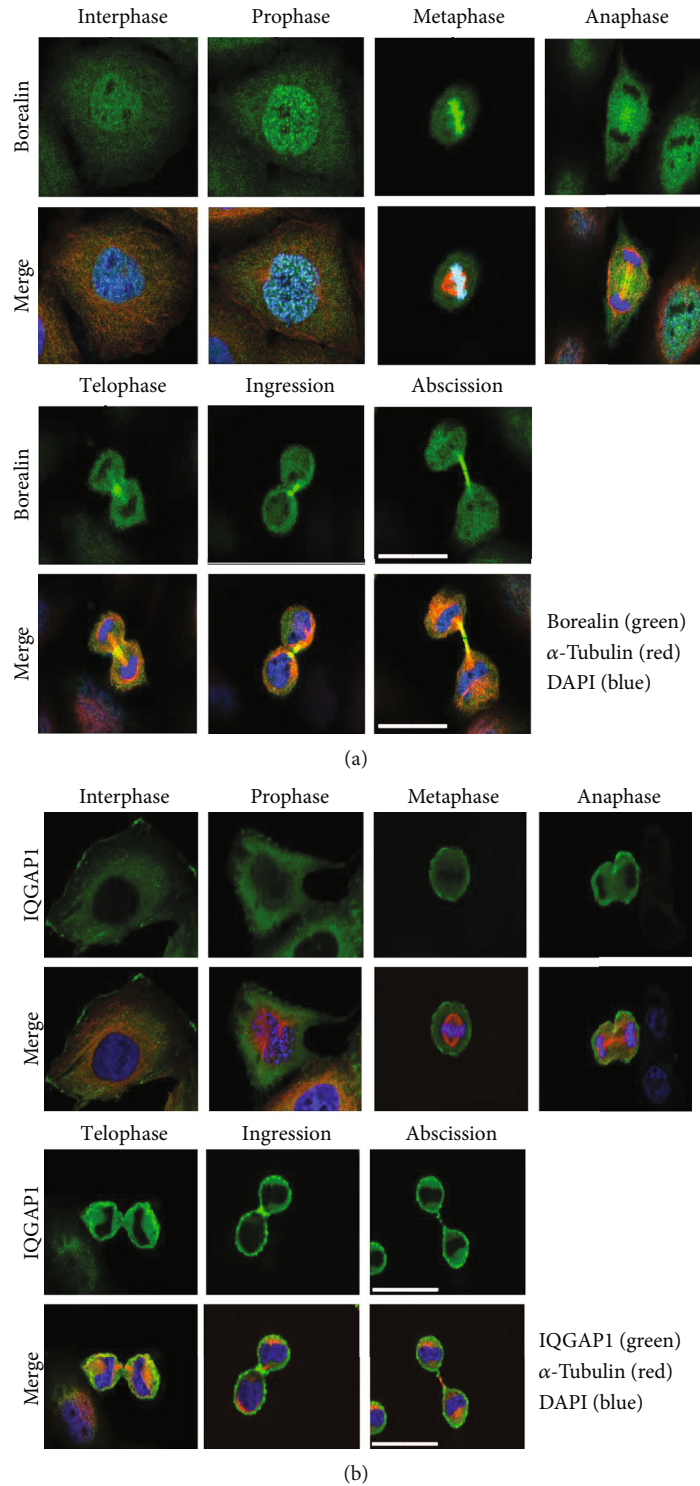 Interphase Prophase Metaphase Anaphase
Borealin
Merge
Telophase Ingression Abscission
Borealin
Merge
Borealin (green)
α-Tubulin (red)
DAPI (blue)
(a)
Interphase Prophase Metaphase Anaphase
IQGAP1
Merge
Telophase Ingression Abscission
IQGAP1
Merge
IQGAP1 (green)
α-Tubulin (red)
DAPI (blue)
(b)